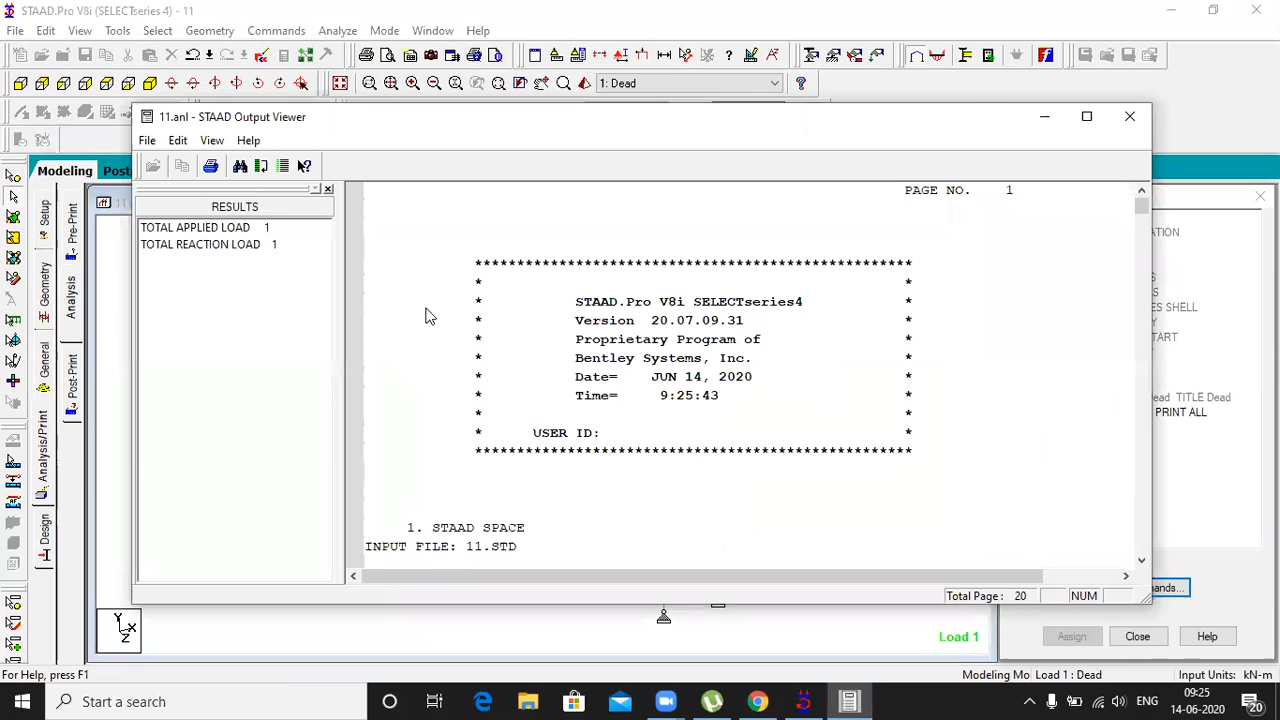 STAAD.Pro V8i (SELECTseries 4) - 11
File Edit View Tools Select Geometry Commands Analyze Mode Window Help
1: Dead
11.anl - STAAD Output Viewer
File Edit View Help
Modeling
RESULTS
TOTAL APPLIED LOAD 1
TOTAL REACTION LOAD 1
PAGE NO. 1
****************************************************
* *
* STAAD.Pro V8i SELECTseries4 *
* Version 20.07.09.31 *
* Proprietary Program of *
* Bentley Systems, Inc. *
* Date= JUN 14, 2020 *
* Time= 9:25:43 *
* *
* USER ID: *
****************************************************
1. STAAD SPACE
INPUT FILE: 11.STD
Total Page : 20
NUM
Setup
Geometry
General
Analysis/Print
Design
Pre-Print
Analysis
Post-Print
SHELL
TITLE Dead
PRINT ALL
Assign
Close
Help
Load 1
For Help, press F1
Modeling Mo
Load 1 : Dead
Input Units: kN-m
Start a search
ENG
09:25
14-06-2020
20